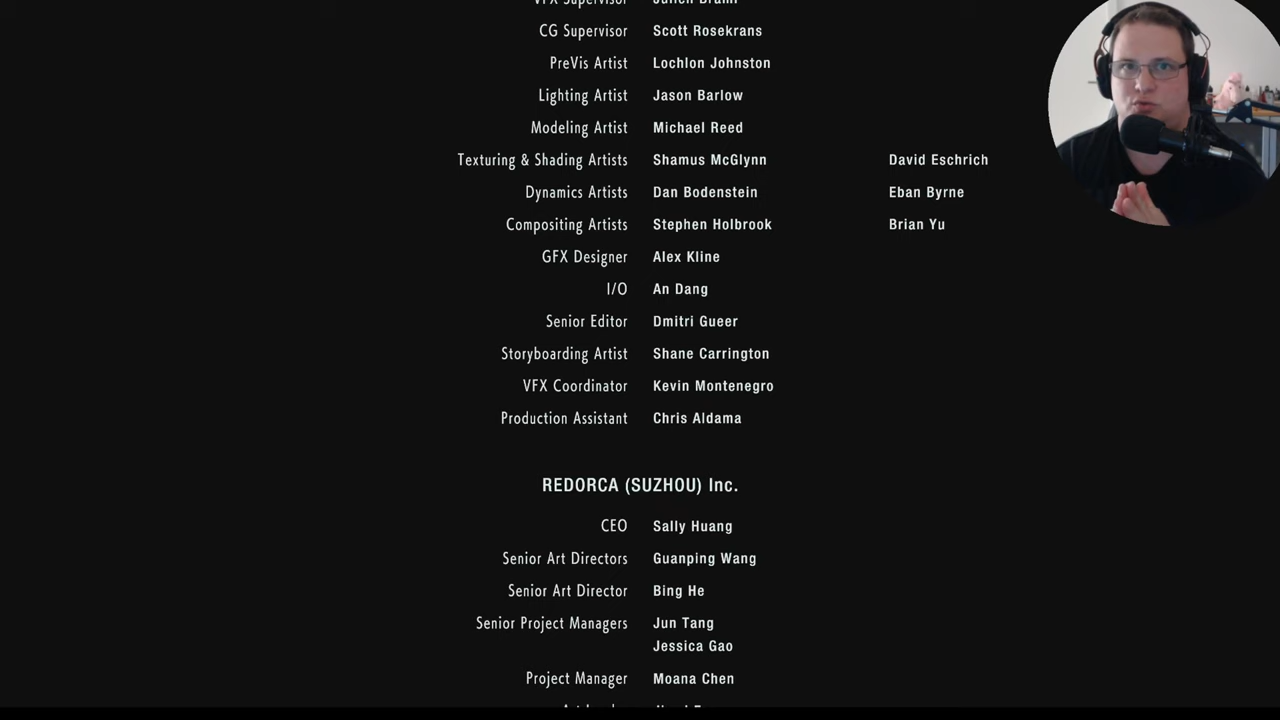 VFX Supervisor Julien Brami
CG Supervisor Scott Rosekrans
PreVis Artist Lochlon Johnston
Lighting Artist Jason Barlow
Modeling Artist Michael Reed
Texturing & Shading Artists Shamus McGlynn David Eschrich
Dynamics Artists Dan Bodenstein Eban Byrne
Compositing Artists Stephen Holbrook Brian Yu
GFX Designer Alex Kline
I/O An Dang
Senior Editor Dmitri Gueer
Storyboarding Artist Shane Carrington
VFX Coordinator Kevin Montenegro
Production Assistant Chris Aldama
REDORCA (SUZHOU) Inc.
CEO Sally Huang
Senior Art Directors Guanping Wang
Senior Art Director Bing He
Senior Project Managers Jun Tang
Jessica Gao
Project Manager Moana Chen